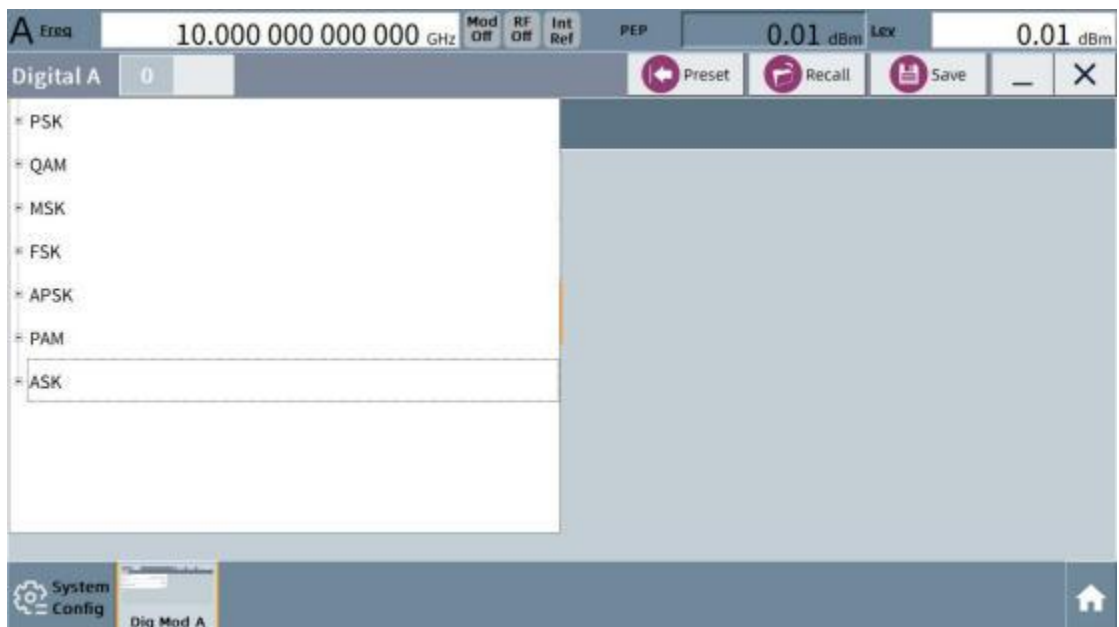 A Freq 10.000 000 000 000 GHz Mod Off RF Off Int Ref PEP 0.01 dBm Lev 0.01 dBm
Digital A 0 Preset Recall Save
PSK
QAM
MSK
FSK
APSK
PAM
ASK
System Config
Dig Mod A